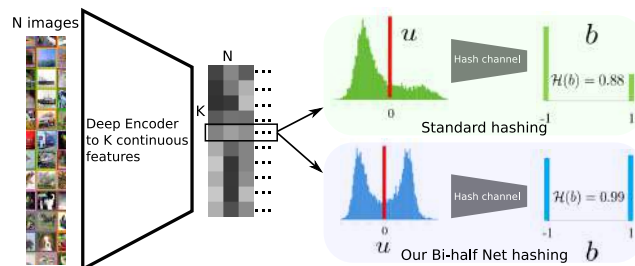 N images
Deep Encoder
to K continuous
features
N
K
u
0
Hash channel
b
H(b) = 0.88
-1
1
Standard hashing
0
u
Hash channel
H(b) = 0.99
-1
1
b
Our Bi-half Net hashing